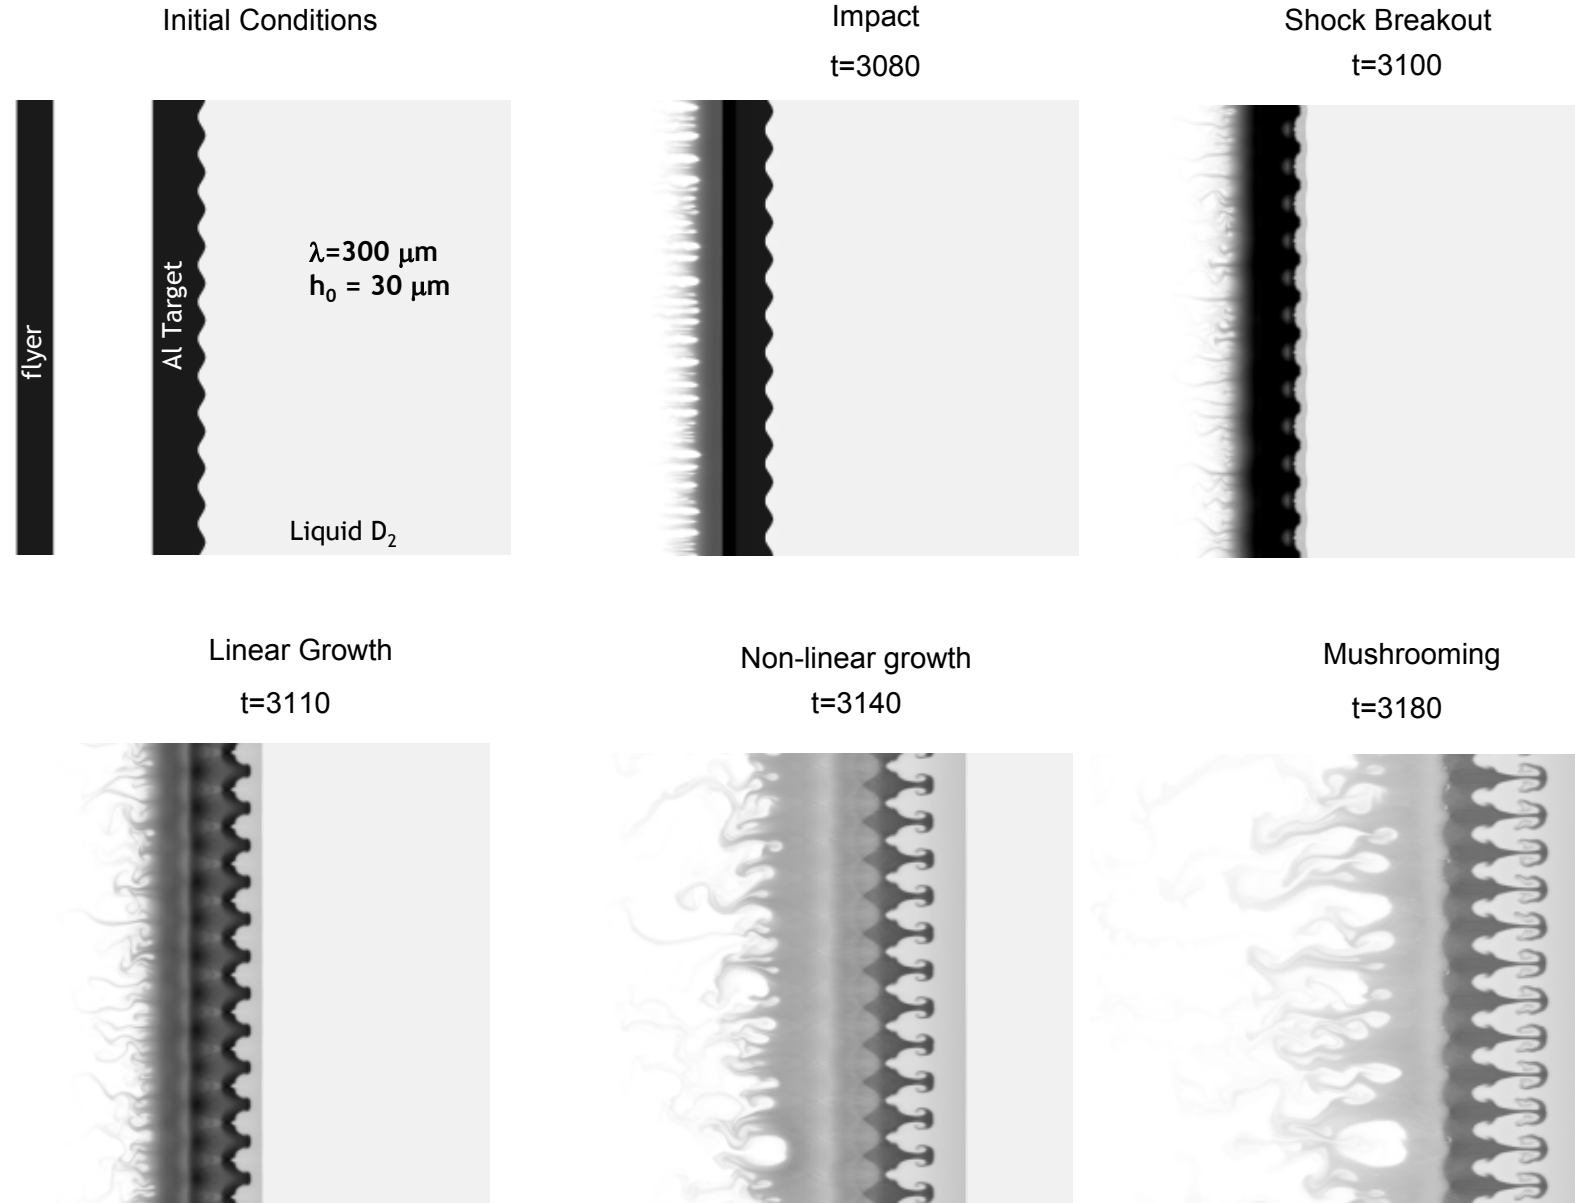 Initial Conditions
Impact
t=3080
Shock Breakout
t=3100
flyer
Al Target
λ=300 μm
h₀ = 30 μm
Liquid D₂
Linear Growth
t=3110
Non-linear growth
t=3140
Mushrooming
t=3180